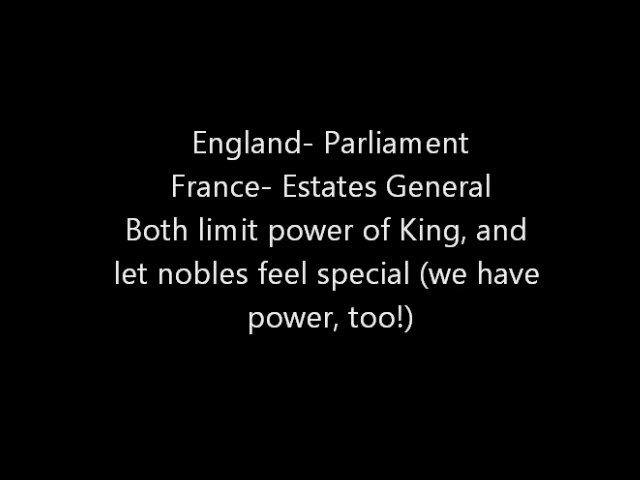 England- Parliament
France- Estates General
Both limit power of King, and
let nobles feel special (we have
power, too!)